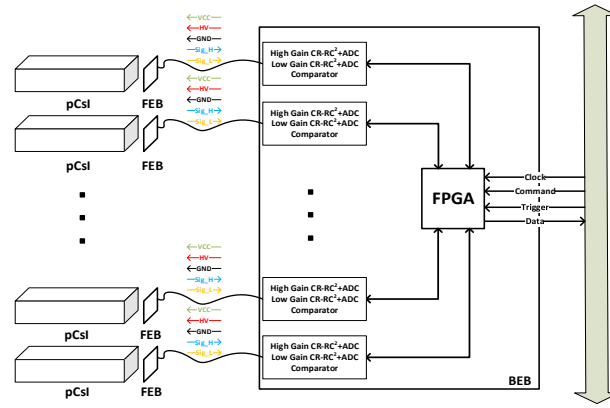 VCC
HV
GND
Sig_H
Sig_L
pCsI
FEB
High Gain CR-RC²+ADC
Low Gain CR-RC²+ADC
Comparator
VCC
HV
GND
Sig_H
Sig_L
pCsI
FEB
High Gain CR-RC²+ADC
Low Gain CR-RC²+ADC
Comparator
FPGA
Clock
Command
Trigger
Data
VCC
HV
GND
Sig_H
Sig_L
pCsI
FEB
High Gain CR-RC²+ADC
Low Gain CR-RC²+ADC
Comparator
VCC
HV
GND
Sig_H
Sig_L
pCsI
FEB
High Gain CR-RC²+ADC
Low Gain CR-RC²+ADC
Comparator
BEB